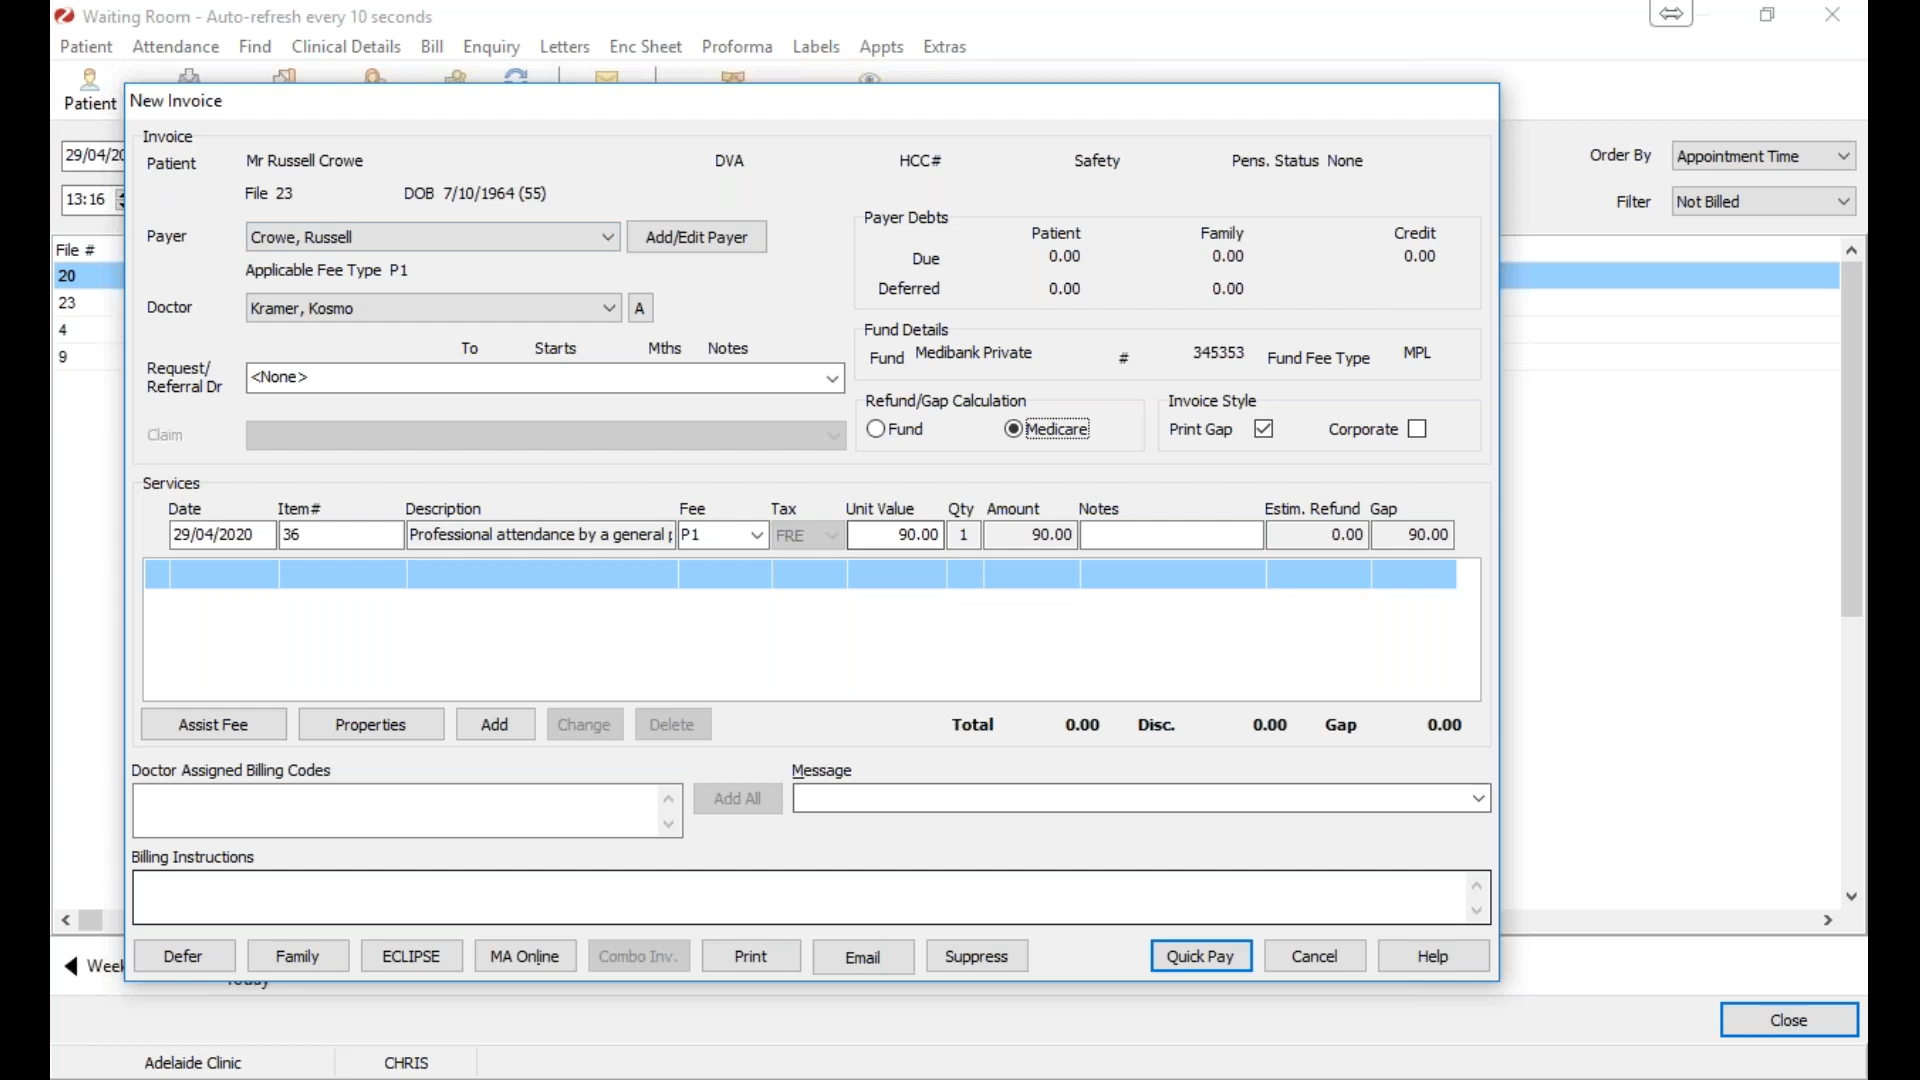 Waiting Room - Auto-refresh every 10 seconds
Patient Attendance Find Clinical Details Bill Enquiry Letters Enc Sheet Proforma Labels Appts Extras
Patient
New Invoice
Invoice
Patient Mr Russell Crowe DVA HCC# Safety Pens. Status None
File 23 DOB 7/10/1964 (55)
29/04/20
Order By Appointment Time
13:16
Filter Not Billed
Payer Crowe, Russell Add/Edit Payer
Applicable Fee Type P1
Doctor Kramer, Kosmo A
To Starts Mths Notes
Request/
Referral Dr <None>
Claim
Payer Debts
Patient Family Credit
Due 0.00 0.00 0.00
Deferred 0.00 0.00
Fund Details
Fund Medibank Private # 345353 Fund Fee Type MPL
Refund/Gap Calculation
Fund Medicare
Invoice Style
Print Gap Corporate
File #
20
23
4
9
Services
Date Item# Description Fee Tax Unit Value Qty Amount Notes Estim. Refund Gap
29/04/2020 36 Professional attendance by a general P1 FRE 90.00 1 90.00 0.00 90.00
Assist Fee Properties Add Change Delete Total 0.00 Disc. 0.00 Gap 0.00
Doctor Assigned Billing Codes
Add All
Message
Billing Instructions
Defer Family ECLIPSE MA Online Combo Inv. Print Email Suppress Quick Pay Cancel Help
Week
Today
Close
Adelaide Clinic CHRIS